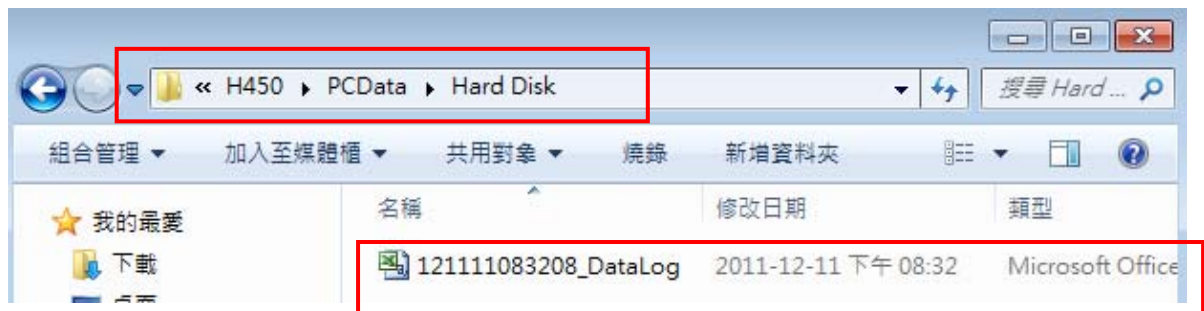 « H450 ▸ PCData ▸ Hard Disk 搜尋 Hard ...
組合管理 加入至媒體櫃 共用對象 燒錄 新增資料夾
名稱 修改日期 類型
我的最愛
121111083208_DataLog 2011-12-11 下午 08:32 Microsoft Office
下載